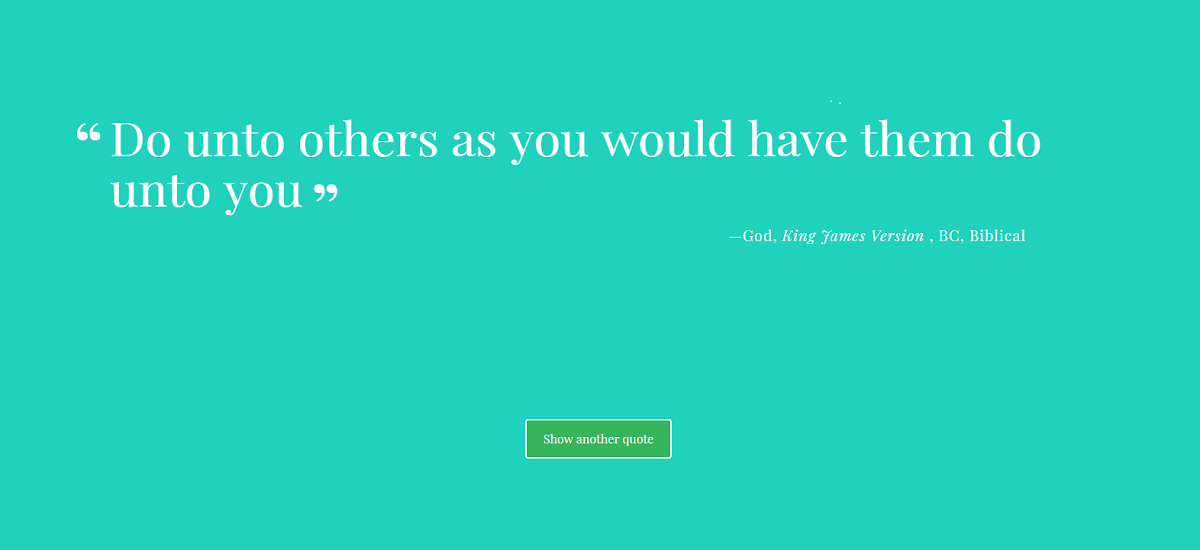 “ Do unto others as you would have them do
unto you ”
—God, King James Version , BC, Biblical
Show another quote